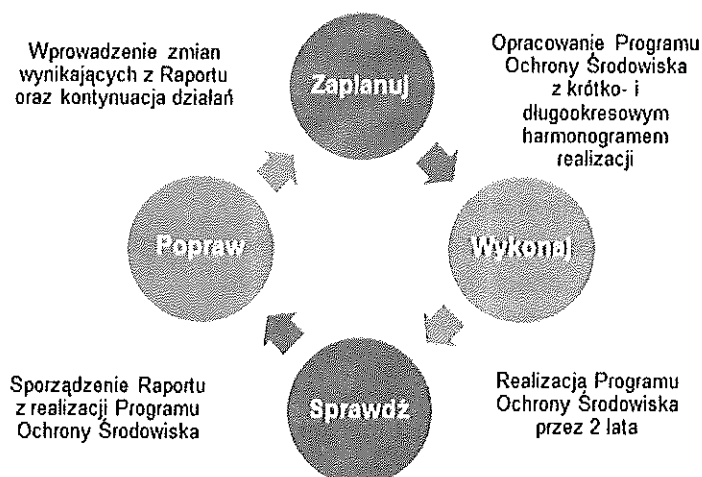 Wprowadzenie zmian
wynikających z Raportu
oraz kontynuacja działań
Zaplanuj
Opracowanie Programu
Ochrony Środowiska
z krótko- i
długookresowym
harmonogramem
realizacji
Popraw
Wykonaj
Sporządzenie Raportu
z realizacji Programu
Ochrony Środowiska
Sprawdź
Realizacja Programu
Ochrony Środowiska
przez 2 lata